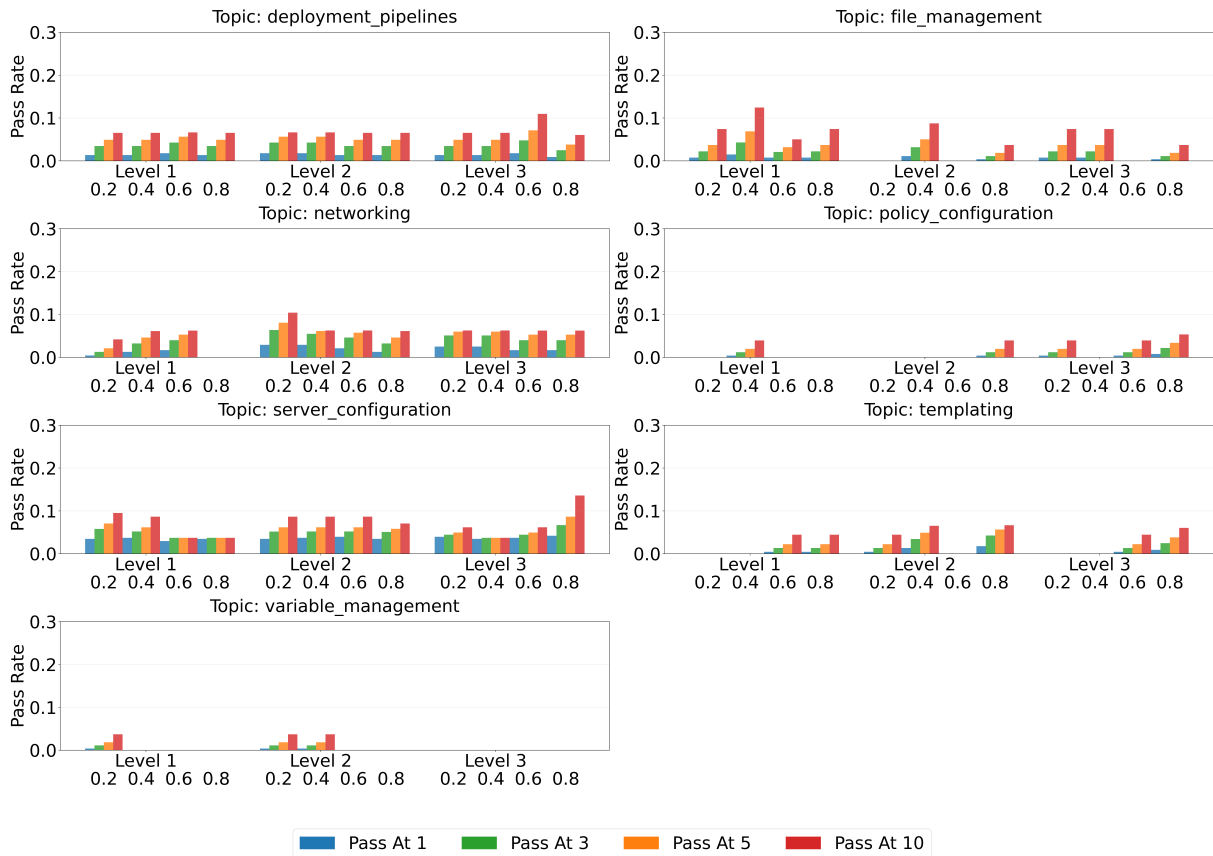 Topic: deployment_pipelines
Pass Rate
0.3
0.2
0.1
0.0
Level 1 Level 2 Level 3
0.2 0.4 0.6 0.8 0.2 0.4 0.6 0.8 0.2 0.4 0.6 0.8
Topic: file_management
Pass Rate
0.3
0.2
0.1
0.0
Level 1 Level 2 Level 3
0.2 0.4 0.6 0.8 0.2 0.4 0.6 0.8 0.2 0.4 0.6 0.8
Topic: networking
Pass Rate
0.3
0.2
0.1
0.0
Level 1 Level 2 Level 3
0.2 0.4 0.6 0.8 0.2 0.4 0.6 0.8 0.2 0.4 0.6 0.8
Topic: policy_configuration
Pass Rate
0.3
0.2
0.1
0.0
Level 1 Level 2 Level 3
0.2 0.4 0.6 0.8 0.2 0.4 0.6 0.8 0.2 0.4 0.6 0.8
Topic: server_configuration
Pass Rate
0.3
0.2
0.1
0.0
Level 1 Level 2 Level 3
0.2 0.4 0.6 0.8 0.2 0.4 0.6 0.8 0.2 0.4 0.6 0.8
Topic: templating
Pass Rate
0.3
0.2
0.1
0.0
Level 1 Level 2 Level 3
0.2 0.4 0.6 0.8 0.2 0.4 0.6 0.8 0.2 0.4 0.6 0.8
Topic: variable_management
Pass Rate
0.3
0.2
0.1
0.0
Level 1 Level 2 Level 3
0.2 0.4 0.6 0.8 0.2 0.4 0.6 0.8 0.2 0.4 0.6 0.8
Pass At 1 Pass At 3 Pass At 5 Pass At 10